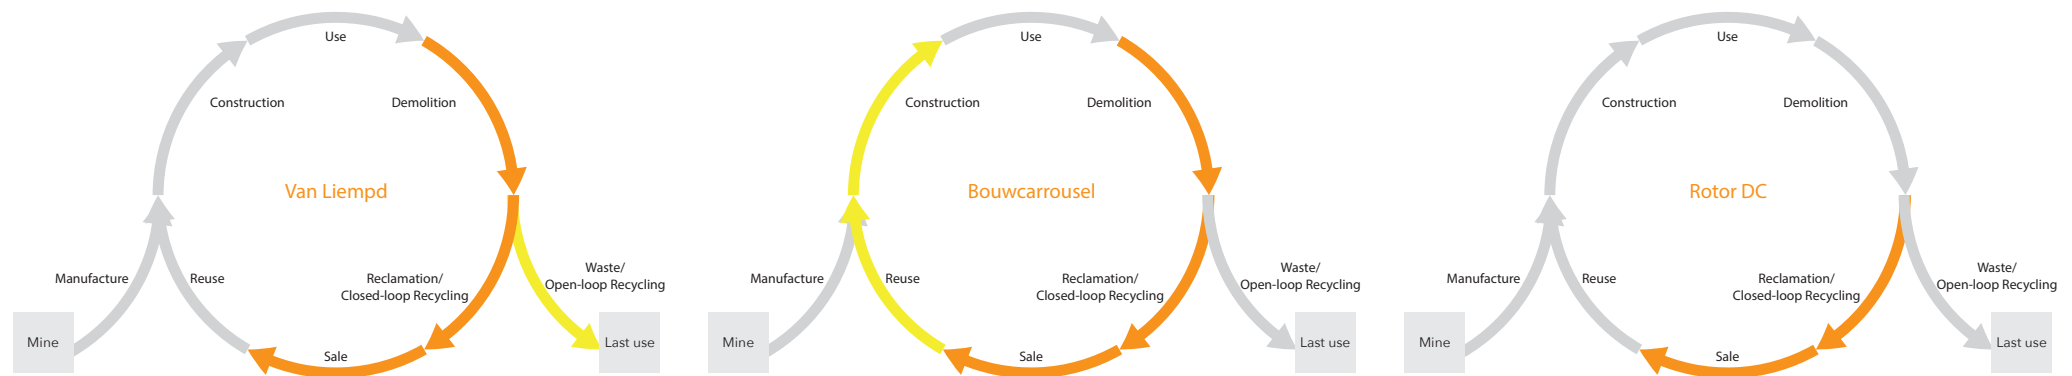 Use
Construction
Demolition
Van Liempd
Manufacture
Reuse
Reclamation/
Closed-loop Recycling
Waste/
Open-loop Recycling
Mine
Sale
Last use
Use
Construction
Demolition
Bouwcarrousel
Manufacture
Reuse
Reclamation/
Closed-loop Recycling
Waste/
Open-loop Recycling
Mine
Sale
Last use
Use
Construction
Demolition
Rotor DC
Manufacture
Reuse
Reclamation/
Closed-loop Recycling
Waste/
Open-loop Recycling
Mine
Sale
Last use